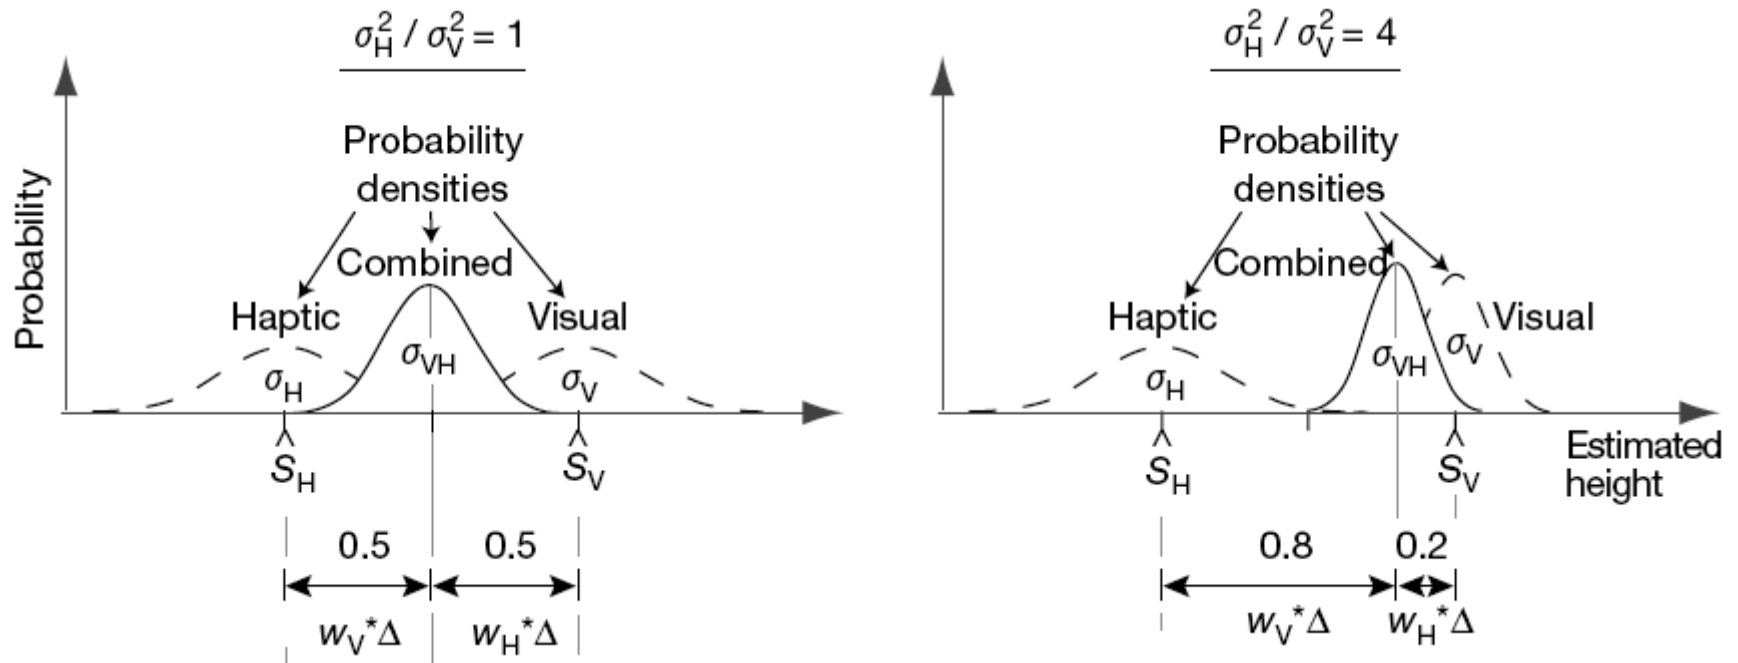 σ²H / σ²V = 1
Probability
Probability
densities
Combined
Haptic
Visual
σH
σVH
σV
ŜH
ŜV
0.5
0.5
wV*Δ
wH*Δ
σ²H / σ²V = 4
Probability
densities
Combined
Haptic
Visual
σH
σVH
σV
ŜH
ŜV
Estimated
height
0.8
0.2
wV*Δ
wH*Δ